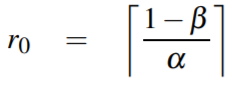 r₀ = ⌈(1 − β)/α⌉